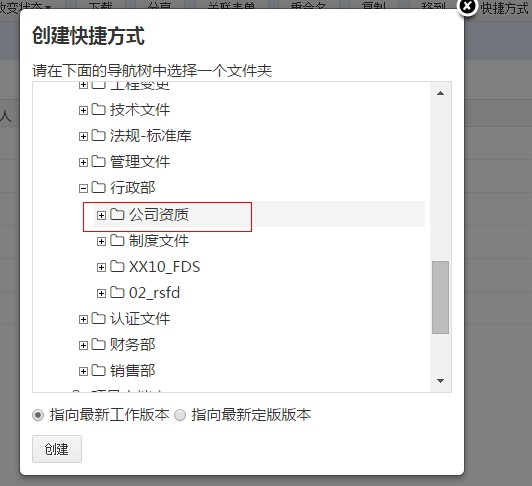 改变状态 下载 分享 关联表单 重命名 复制 移到 快捷方式
创建快捷方式
请在下面的导航树中选择一个文件夹
人
工程变更
技术文件
法规-标准库
管理文件
行政部
公司资质
制度文件
XX10_FDS
02_rsfd
认证文件
财务部
销售部
指向最新工作版本 指向最新定版版本
创建